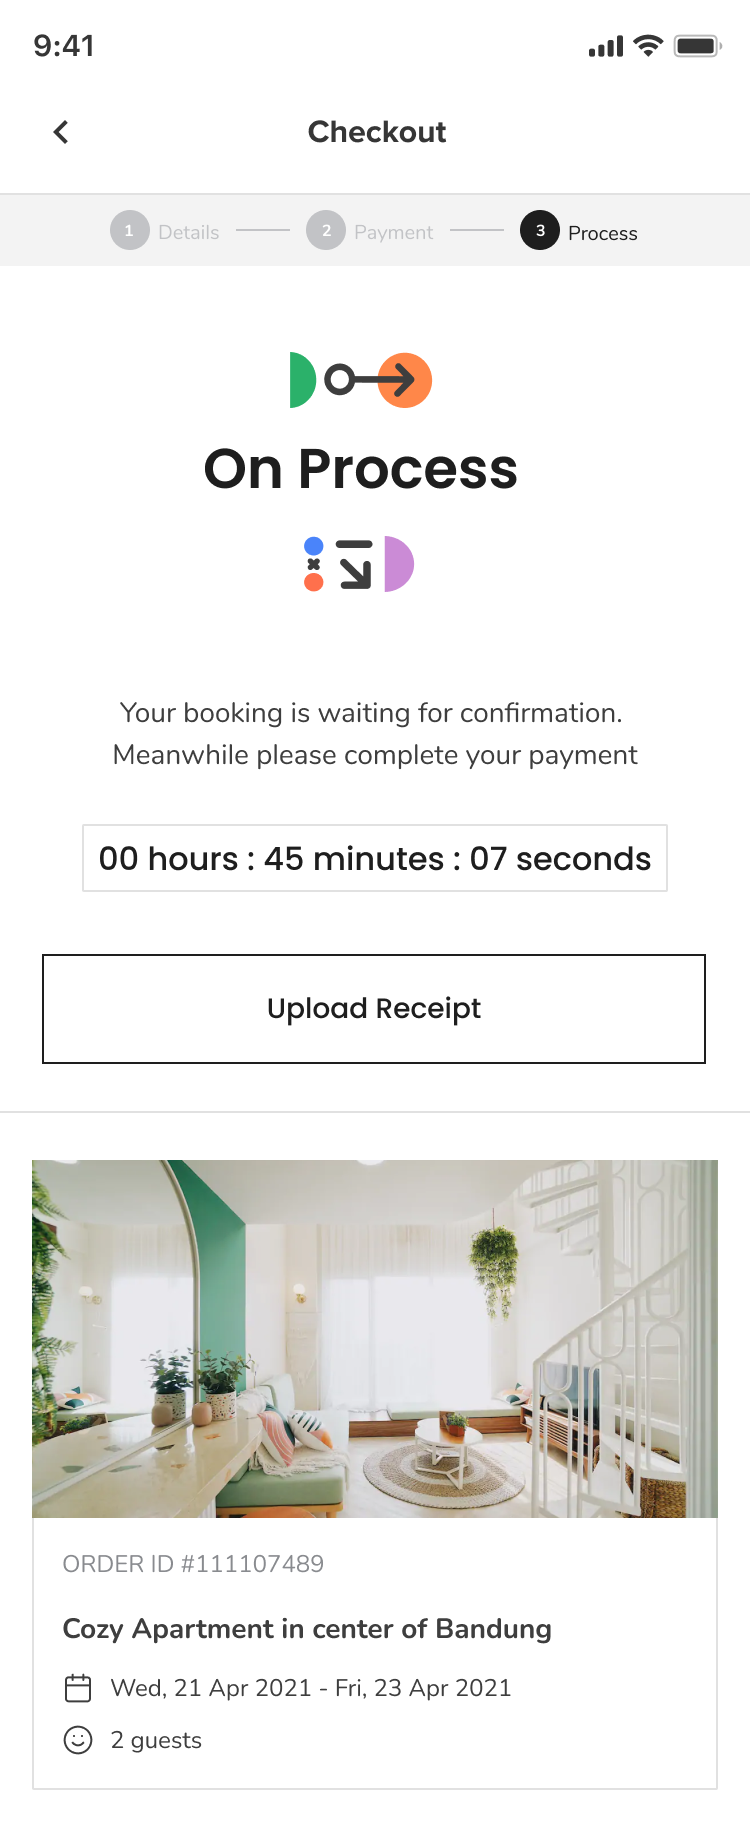 9:41
Checkout
1 Details 2 Payment 3 Process
On Process
Your booking is waiting for confirmation.
Meanwhile please complete your payment
00 hours : 45 minutes : 07 seconds
Upload Receipt
ORDER ID #111107489
Cozy Apartment in center of Bandung
Wed, 21 Apr 2021 - Fri, 23 Apr 2021
2 guests